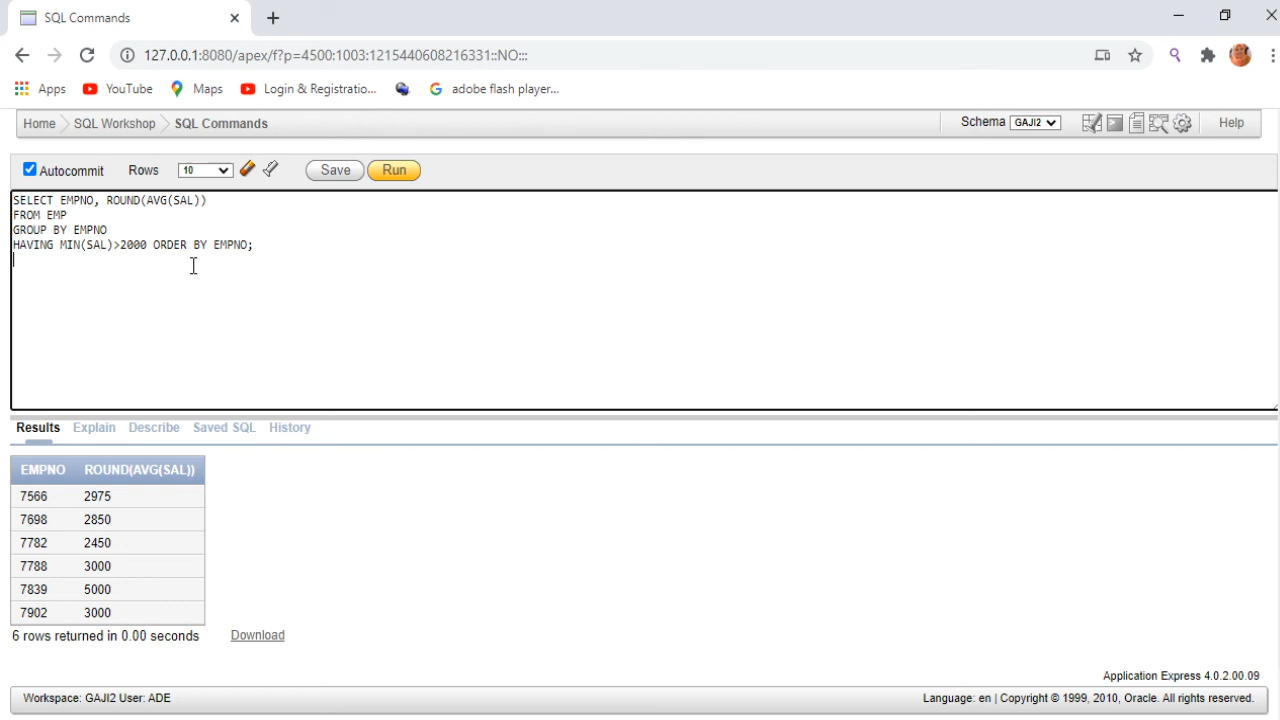 SQL Commands
127.0.0.1:8080/apex/f?p=4500:1003:1215440608216331::NO:::
Apps YouTube Maps Login & Registratio... adobe flash player...
Home SQL Workshop SQL Commands Schema GAJI2 Help
Autocommit Rows 10 Save Run
SELECT EMPNO, ROUND(AVG(SAL))
FROM EMP
GROUP BY EMPNO
HAVING MIN(SAL)>2000 ORDER BY EMPNO;
Results Explain Describe Saved SQL History
EMPNO ROUND(AVG(SAL))
7566 2975
7698 2850
7782 2450
7788 3000
7839 5000
7902 3000
6 rows returned in 0.00 seconds Download
Application Express 4.0.2.00.09
Workspace: GAJI2 User: ADE Language: en | Copyright © 1999, 2010, Oracle. All rights reserved.